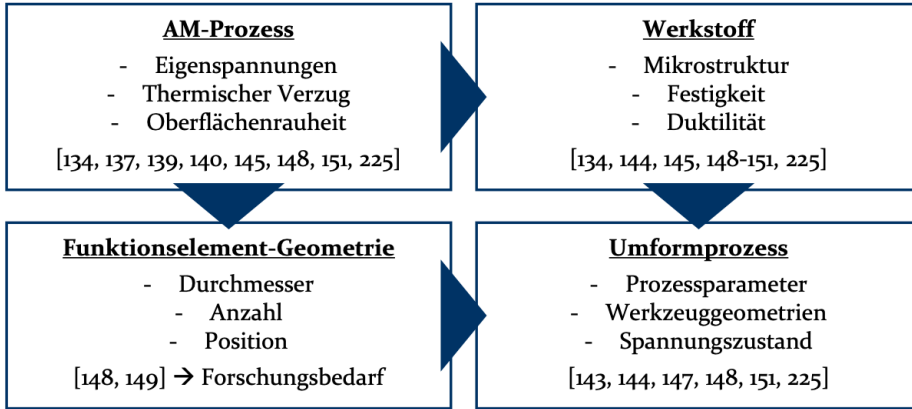 AM-Prozess
- Eigenspannungen
- Thermischer Verzug
- Oberflächenrauheit
[134, 137, 139, 140, 145, 148, 151, 225]
Werkstoff
- Mikrostruktur
- Festigkeit
- Duktilität
[134, 144, 145, 148-151, 225]
Funktionselement-Geometrie
- Durchmesser
- Anzahl
- Position
[148, 149] → Forschungsbedarf
Umformprozess
- Prozessparameter
- Werkzeuggeometrien
- Spannungszustand
[143, 144, 147, 148, 151, 225]